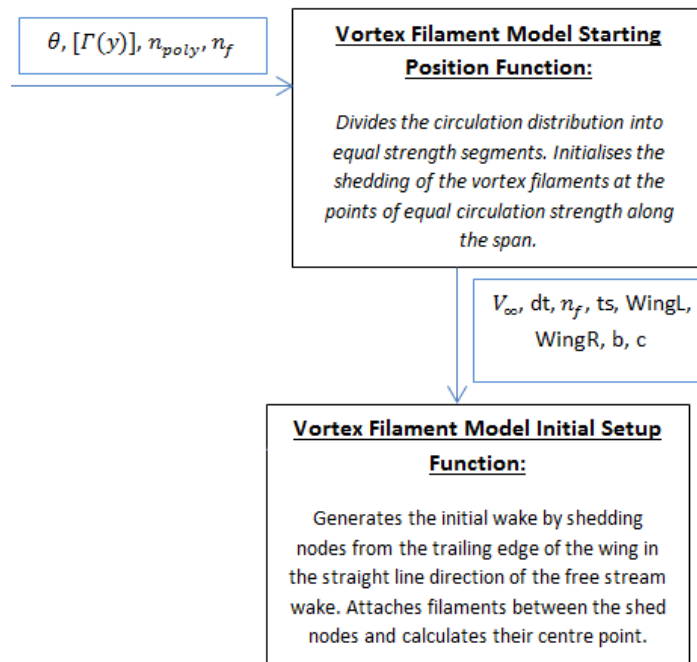 θ, [Γ(y)], n_poly, n_f
Vortex Filament Model Starting
Position Function:
Divides the circulation distribution into
equal strength segments. Initialises the
shedding of the vortex filaments at the
points of equal circulation strength along
the span.
V_∞, dt, n_f, ts, WingL,
WingR, b, c
Vortex Filament Model Initial Setup
Function:
Generates the initial wake by shedding
nodes from the trailing edge of the wing in
the straight line direction of the free stream
wake. Attaches filaments between the shed
nodes and calculates their centre point.